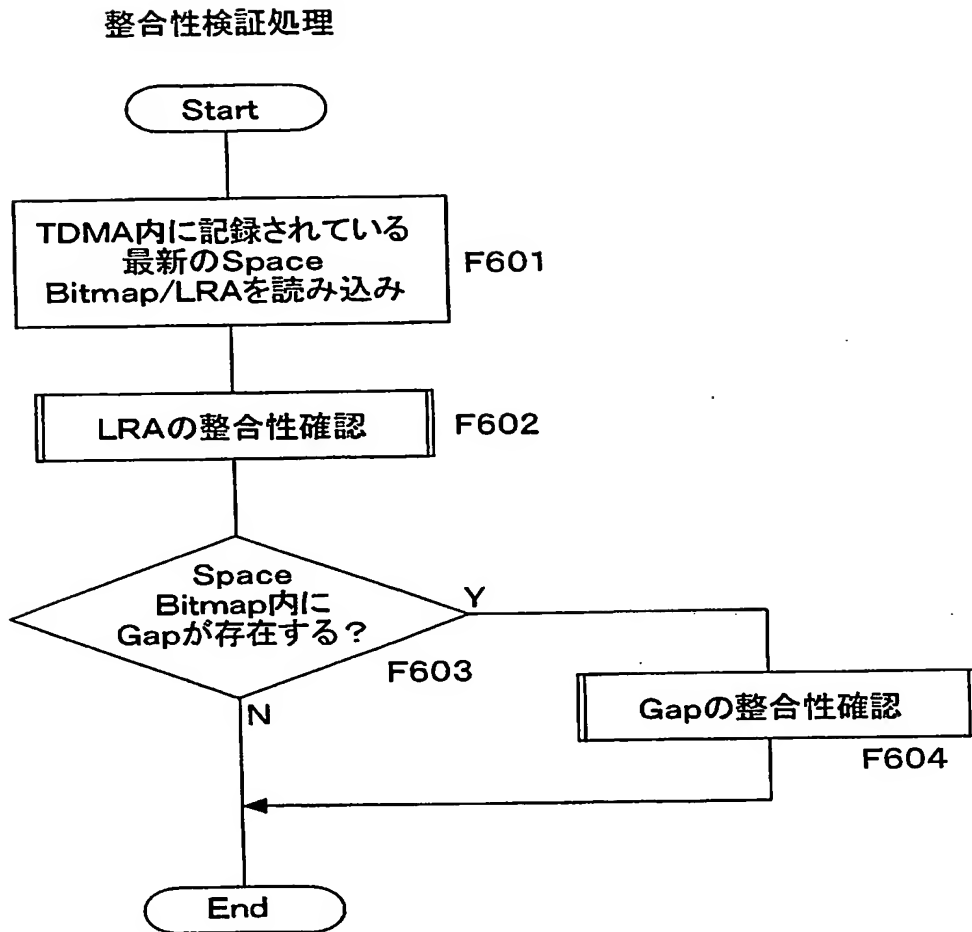 整合性検証処理
Start
TDMA内に記録されている
最新のSpace
Bitmap/LRAを読み込み
F601
LRAの整合性確認
F602
Space
Bitmap内に
Gapが存在する？
Y
F603
N
Gapの整合性確認
F604
End